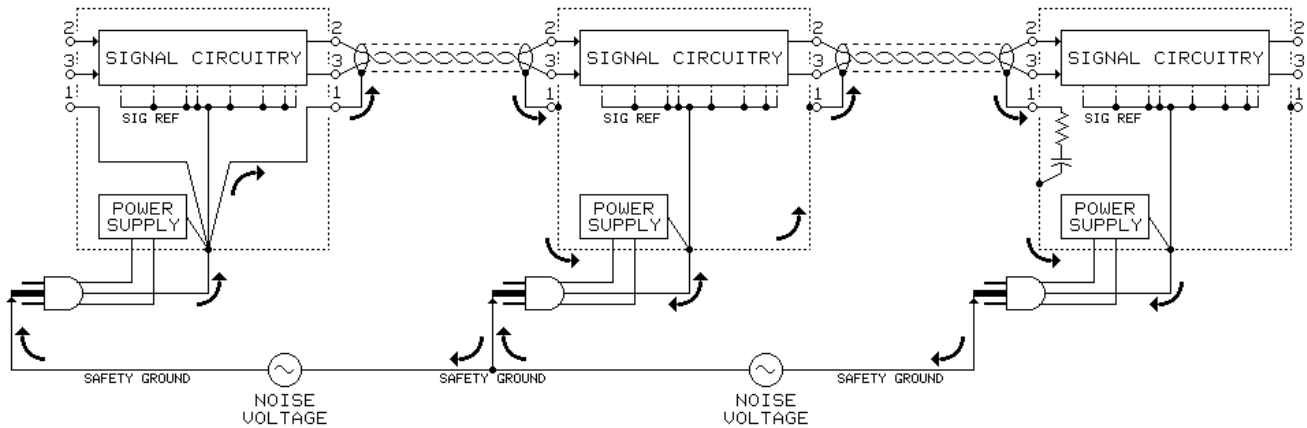 2 2 2 2 2 2
SIGNAL CIRCUITRY SIGNAL CIRCUITRY SIGNAL CIRCUITRY
3 3 3 3 3 3
1 1 1 1 1 1
SIG REF SIG REF SIG REF
POWER SUPPLY
POWER SUPPLY
POWER SUPPLY
SAFETY GROUND SAFETY GROUND SAFETY GROUND
NOISE VOLTAGE
NOISE VOLTAGE